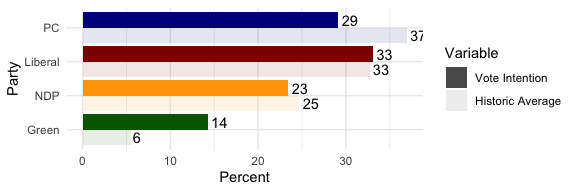 Party
PC
29
37
Liberal
33
33
NDP
23
25
Green
14
6
0
10
20
30
Percent
Variable
Vote Intention
Historic Average